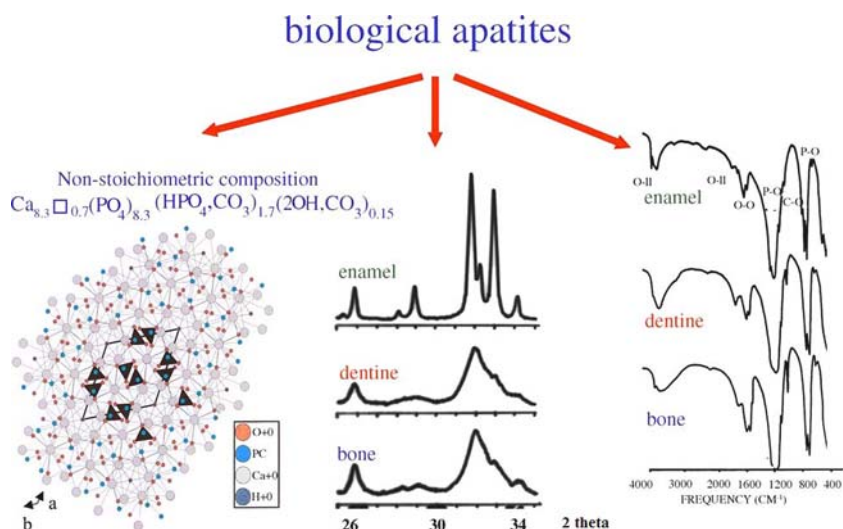 biological apatites
Non-stoichiometric composition
Ca8.3□0.7(PO4)8.3(HPO4,CO3)1.7(2OH,CO3)0.15
O+0
PC
Ca+0
H+0
a
b
enamel
dentine
bone
26 30 34 2 theta
P-O
O-H O-H P-O
enamel O-O C-O
dentine
bone
4000 3000 2000 1600 1200 800 400
FREQUENCY (CM-1)